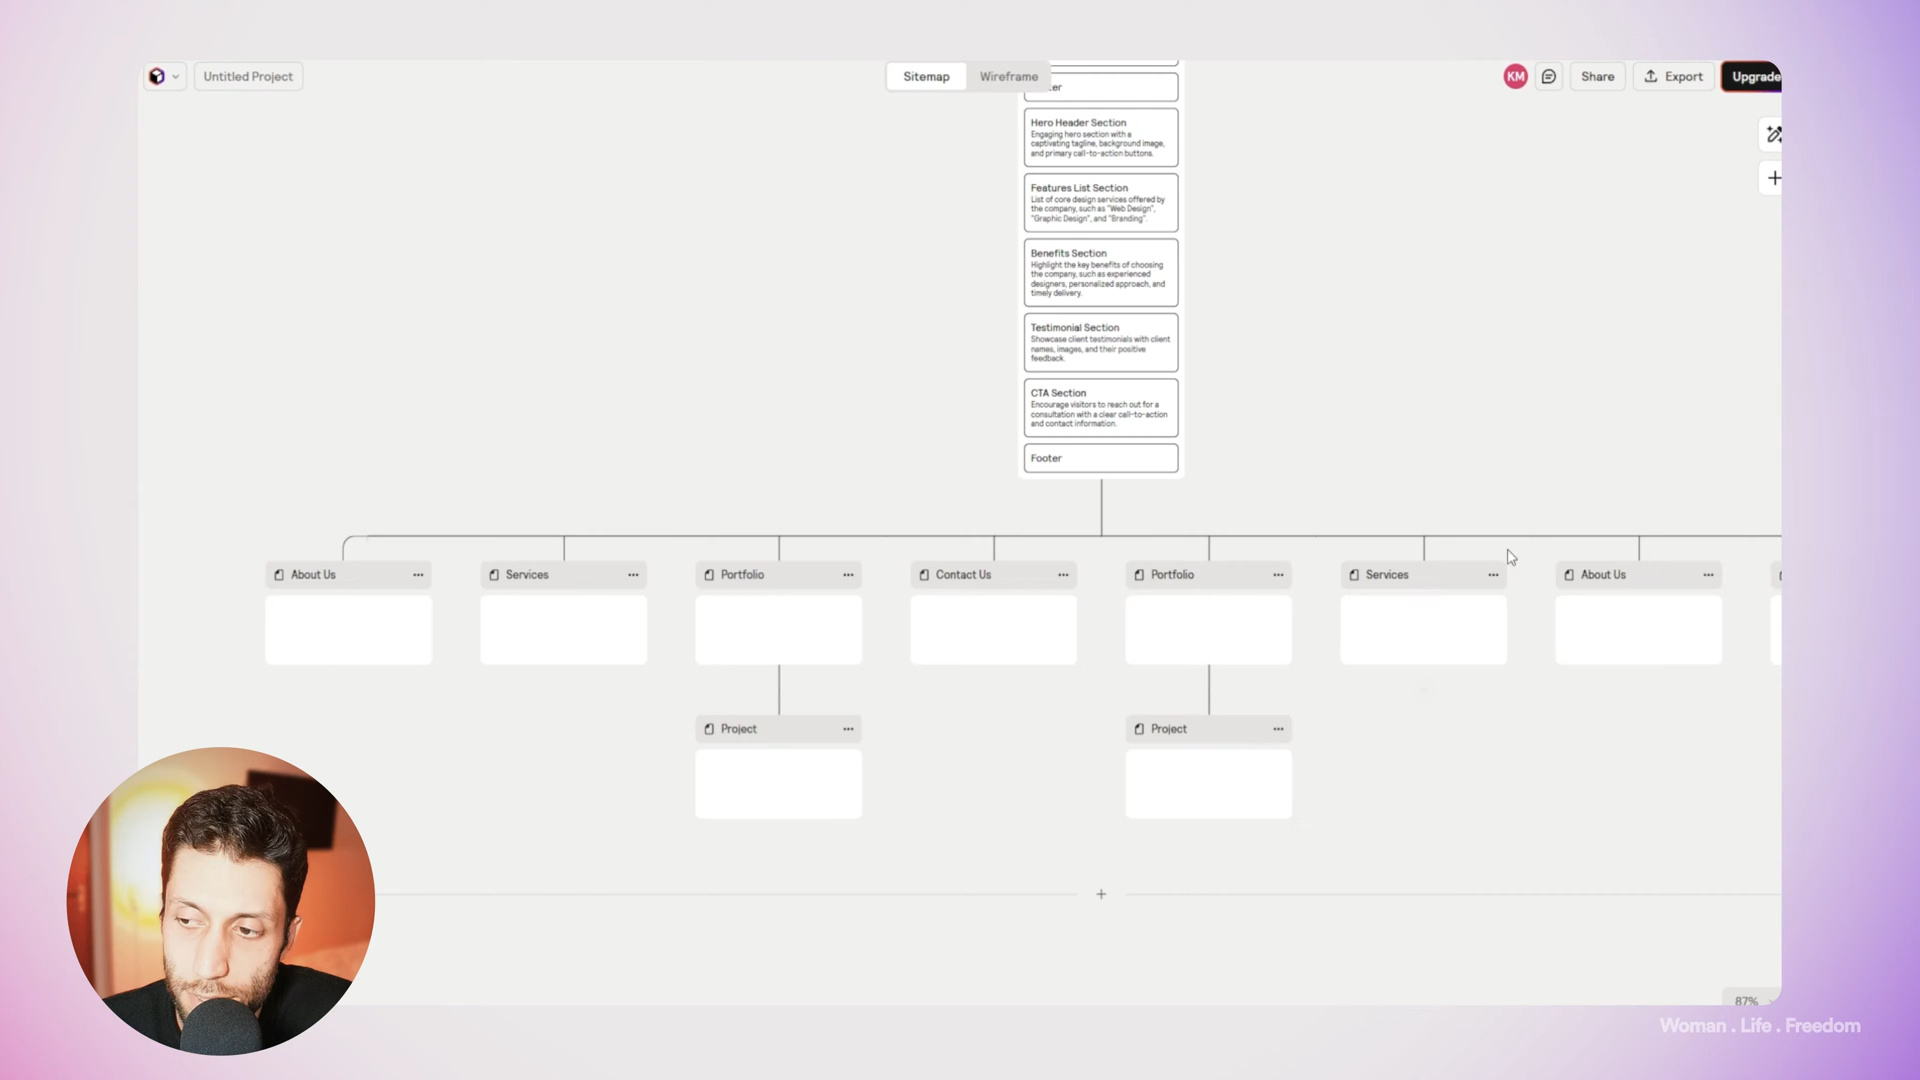 Untitled Project
Sitemap
Wireframe
KM
Share
Export
Upgrade
Hero Header Section
Engaging hero section with a
captivating tagline, background image,
and primary call-to-action buttons.
Features List Section
List of core design services offered by
the company, such as "Web Design",
"Graphic Design", and "Branding".
Benefits Section
Highlight the key benefits of choosing
the company, such as experienced
designers, personalized approach, and
timely delivery.
Testimonial Section
Showcase client testimonials with client
names, images, and their positive
feedback.
CTA Section
Encourage visitors to reach out for a
consultation with a clear call-to-action
and contact information.
Footer
About Us
Services
Portfolio
Contact Us
Portfolio
Services
About Us
Project
Project
87%
Woman . Life . Freedom